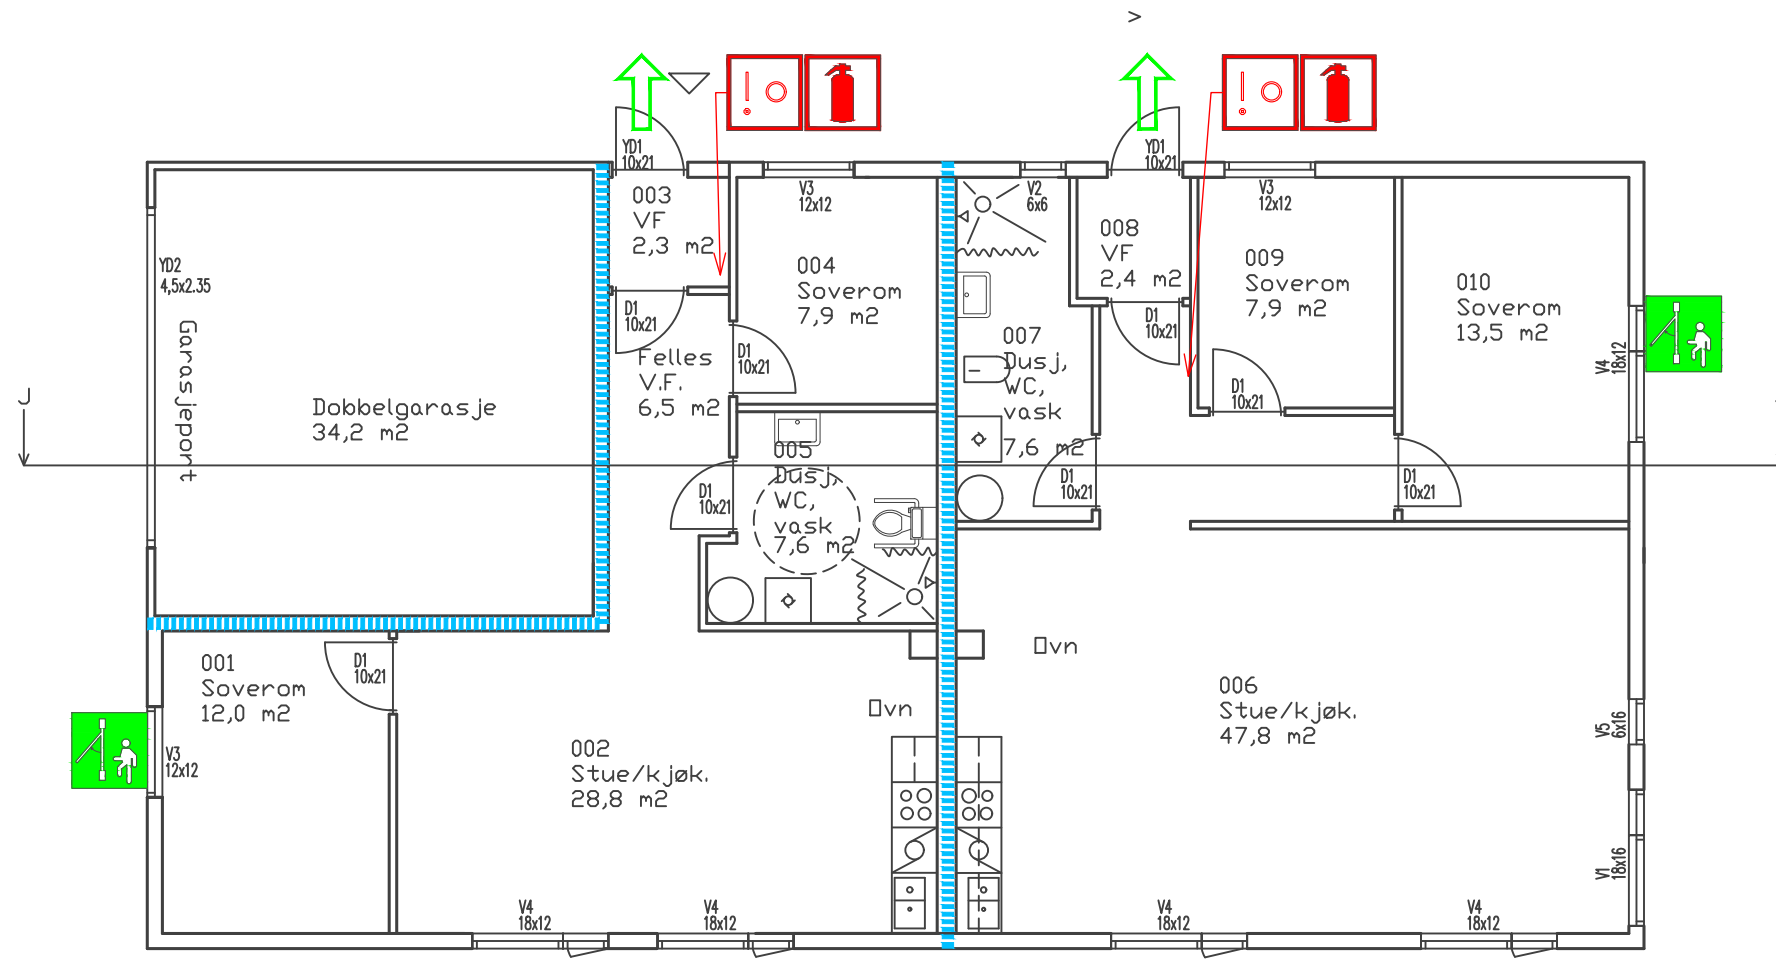 >
YD1
10x21
003
VF
2,3 m2
V3
12x12
V2
6x6
YD1
10x21
008
VF
2,4 m2
V3
12x12
009
Soverom
7,9 m2
010
Soverom
13,5 m2
YD2
4,5x2.35
Garasjeport
Dobbelgarasje
34,2 m2
D1
10x21
Felles
V.F.
6,5 m2
004
Soverom
7,9 m2
D1
10x21
007
Dusj,
WC,
vask
7,6 m2
D1
10x21
D1
10x21
V4
18x12
J
D1
10x21
005
Dusj,
WC,
vask
7,6 m2
D1
10x21
D1
10x21
001
Soverom
12,0 m2
D1
10x21
V3
12x12
002
Stue/kjøk.
28,8 m2
Ovn
Ovn
006
Stue/kjøk.
47,8 m2
V5
6x16
V1
18x16
V4
18x12
V4
18x12
V4
18x12
V4
18x12